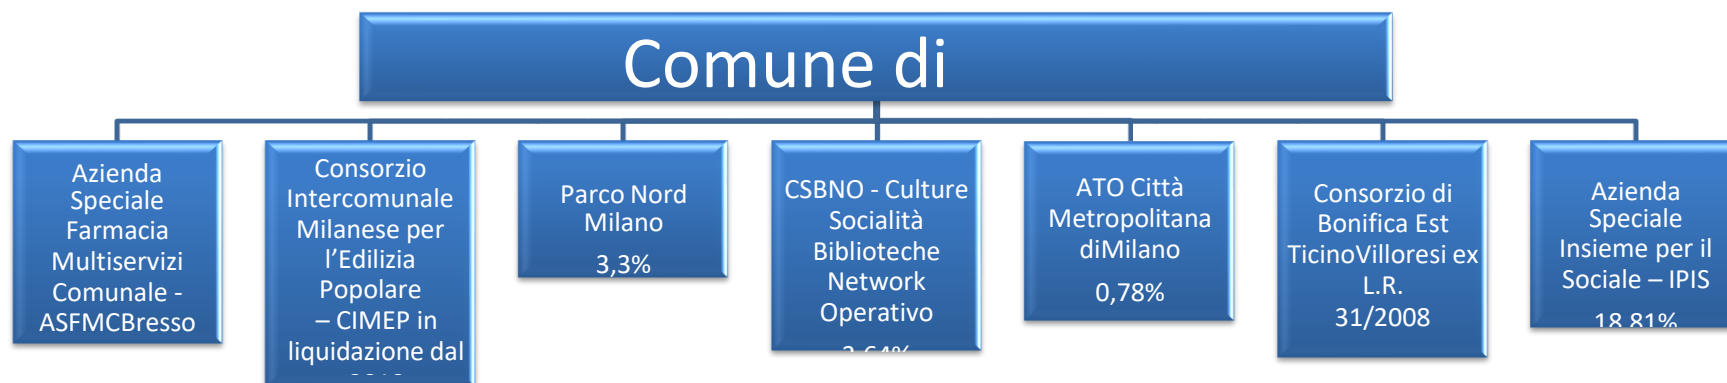 Comune di
Azienda
Speciale
Farmacia
Multiservizi
Comunale -
ASFMCBresso
Consorzio
Intercomunale
Milanese per
l’Edilizia
Popolare
– CIMEP in
liquidazione dal
Parco Nord
Milano
3,3%
CSBNO - Culture
Socialità
Biblioteche
Network
Operativo
ATO Città
Metropolitana
diMilano
0,78%
Consorzio di
Bonifica Est
TicinoVilloresi ex
L.R.
31/2008
Azienda
Speciale
Insieme per il
Sociale – IPIS
18,81%